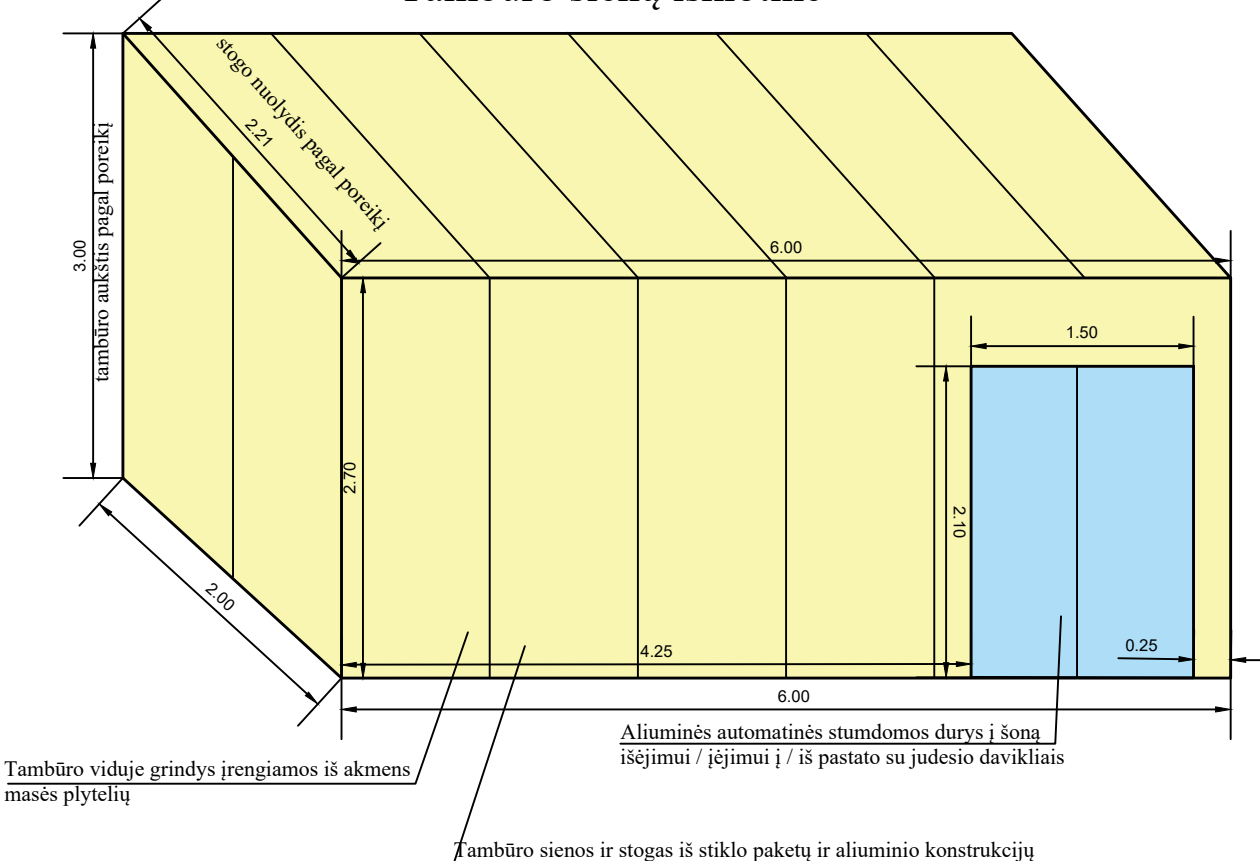 stogo nuolydis pagal poreikį
2.21
3.00
tambūro aukštis pagal poreikį
6.00
1.50
2.70
2.10
2.00
4.25
0.25
6.00
Aliuminės automatinės stumdomos durys į šoną
išėjimui / įėjimui į / iš pastato su judesio davikliais
Tambūro viduje grindys įrengiamos iš akmens
masės plytelių
Tambūro sienos ir stogas iš stiklo paketų ir aliuminio konstrukcijų